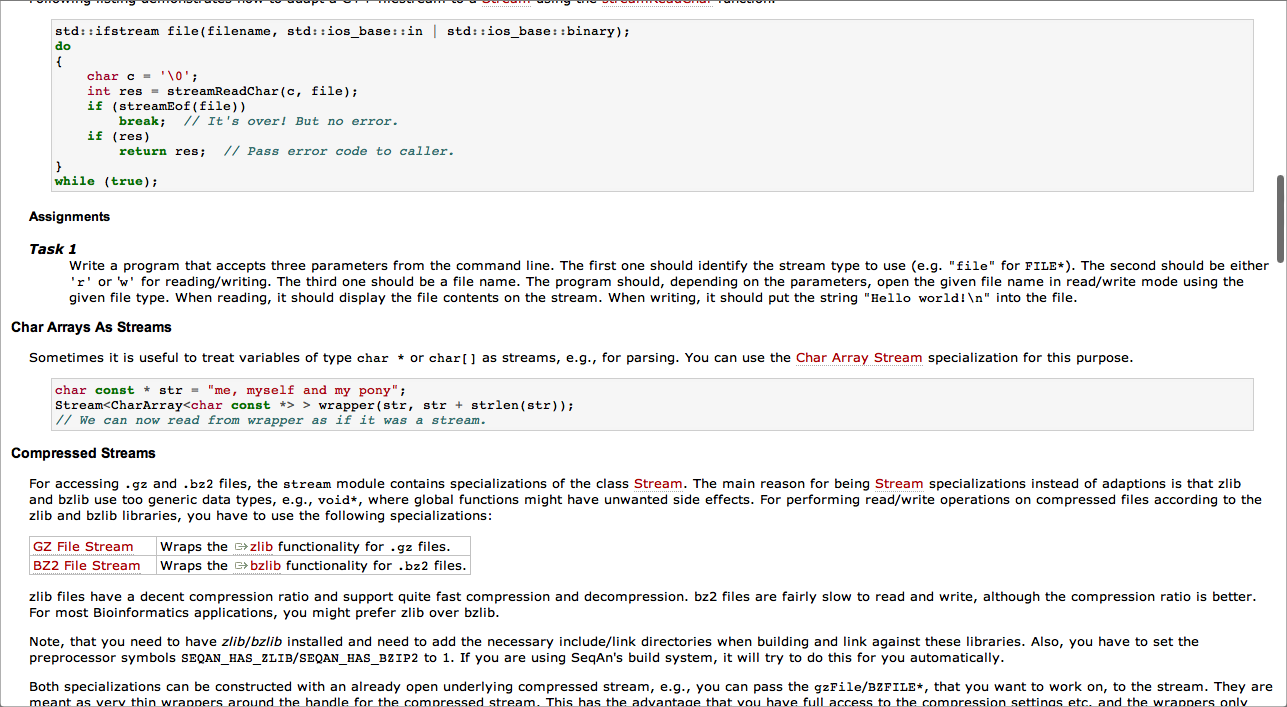 Following listing demonstrates how to adapt a C++ filestream to a Stream using the streamReadChar function.
std::ifstream file(filename, std::ios_base::in | std::ios_base::binary);
do
{
    char c = '\0';
    int res = streamReadChar(c, file);
    if (streamEof(file))
        break;  // It's over! But no error.
    if (res)
        return res;  // Pass error code to caller.
}
while (true);
Assignments
Task 1
Write a program that accepts three parameters from the command line. The first one should identify the stream type to use (e.g. "file" for FILE*). The second should be either
'r' or 'w' for reading/writing. The third one should be a file name. The program should, depending on the parameters, open the given file name in read/write mode using the
given file type. When reading, it should display the file contents on the stream. When writing, it should put the string "Hello world!\n" into the file.
Char Arrays As Streams
Sometimes it is useful to treat variables of type char * or char[] as streams, e.g., for parsing. You can use the Char Array Stream specialization for this purpose.
char const * str = "me, myself and my pony";
Stream<CharArray<char const *> > wrapper(str, str + strlen(str));
// We can now read from wrapper as if it was a stream.
Compressed Streams
For accessing .gz and .bz2 files, the stream module contains specializations of the class Stream. The main reason for being Stream specializations instead of adaptions is that zlib
and bzlib use too generic data types, e.g., void*, where global functions might have unwanted side effects. For performing read/write operations on compressed files according to the
zlib and bzlib libraries, you have to use the following specializations:
GZ File Stream Wraps the zlib functionality for .gz files.
BZ2 File Stream Wraps the bzlib functionality for .bz2 files.
zlib files have a decent compression ratio and support quite fast compression and decompression. bz2 files are fairly slow to read and write, although the compression ratio is better.
For most Bioinformatics applications, you might prefer zlib over bzlib.
Note, that you need to have zlib/bzlib installed and need to add the necessary include/link directories when building and link against these libraries. Also, you have to set the
preprocessor symbols SEQAN_HAS_ZLIB/SEQAN_HAS_BZIP2 to 1. If you are using SeqAn's build system, it will try to do this for you automatically.
Both specializations can be constructed with an already open underlying compressed stream, e.g., you can pass the gzFile/BZFILE*, that you want to work on, to the stream. They are
meant as very thin wrappers around the handle for the compressed stream. This has the advantage that you have full access to the compression settings etc. and the wrappers only